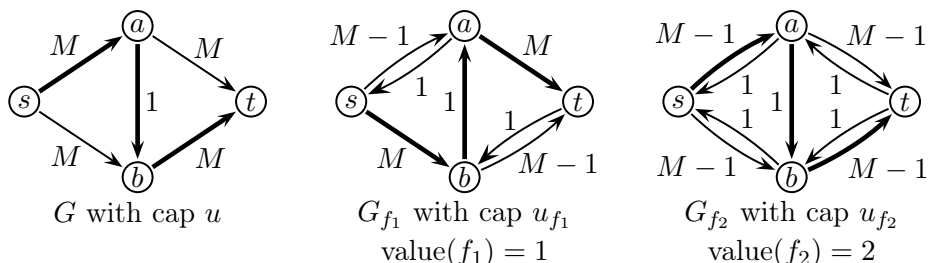 a a a
M M M − 1 M M − 1 M − 1
1 1 1
s 1 t s 1 t s 1 t
1 1 1
M M M M − 1 M − 1 M − 1
b b b
G with cap u G_{f_1} with cap u_{f_1} G_{f_2} with cap u_{f_2}
value(f_1) = 1 value(f_2) = 2